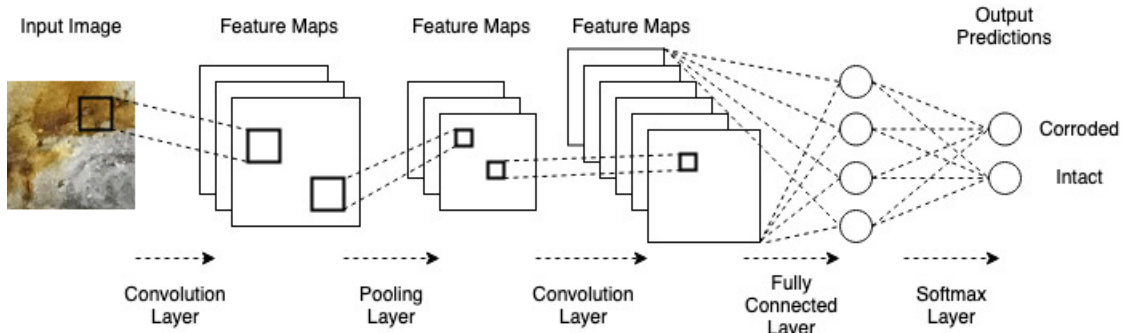 Input Image
Feature Maps
Feature Maps
Feature Maps
Output
Predictions
Corroded
Intact
Convolution
Layer
Pooling
Layer
Convolution
Layer
Fully
Connected
Layer
Softmax
Layer